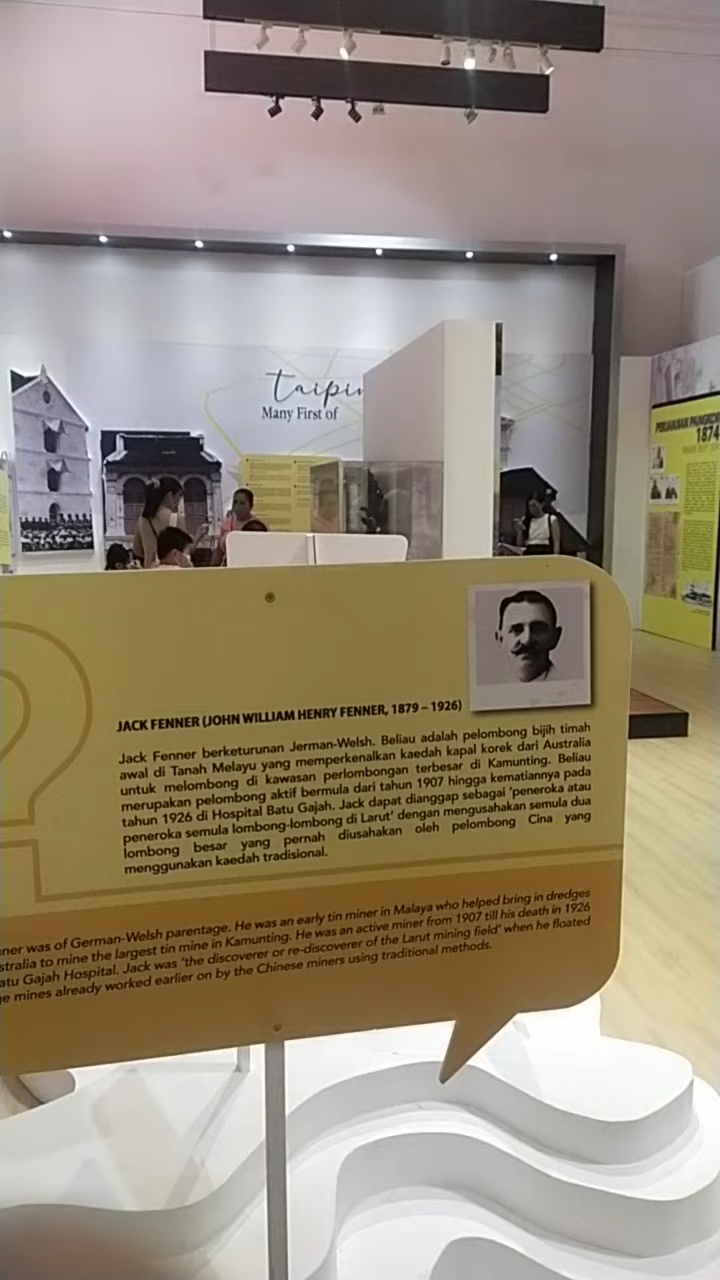 taipin
Many First of
PERJANJIAN PANGKOR
1874
JACK FENNER (JOHN WILLIAM HENRY FENNER, 1879 – 1926)
Jack Fenner berketurunan Jerman-Welsh. Beliau adalah pelombong bijih timah
awal di Tanah Melayu yang memperkenalkan kaedah kapal korek dari Australia
untuk melombong di kawasan perlombongan terbesar di Kamunting. Beliau
merupakan pelombong aktif bermula dari tahun 1907 hingga kematiannya pada
tahun 1926 di Hospital Batu Gajah. Jack dapat dianggap sebagai ‘peneroka atau
peneroka semula lombong-lombong di Larut’ dengan mengusahakan semula dua
lombong besar yang pernah diusahakan oleh pelombong Cina yang
menggunakan kaedah tradisional.
nner was of German-Welsh parentage. He was an early tin miner in Malaya who helped bring in dredges
stralia to mine the largest tin mine in Kamunting. He was an active miner from 1907 till his death in 1926
atu Gajah Hospital. Jack was ‘the discoverer or re-discoverer of the Larut mining field’ when he floated
ge mines already worked earlier on by the Chinese miners using traditional methods.